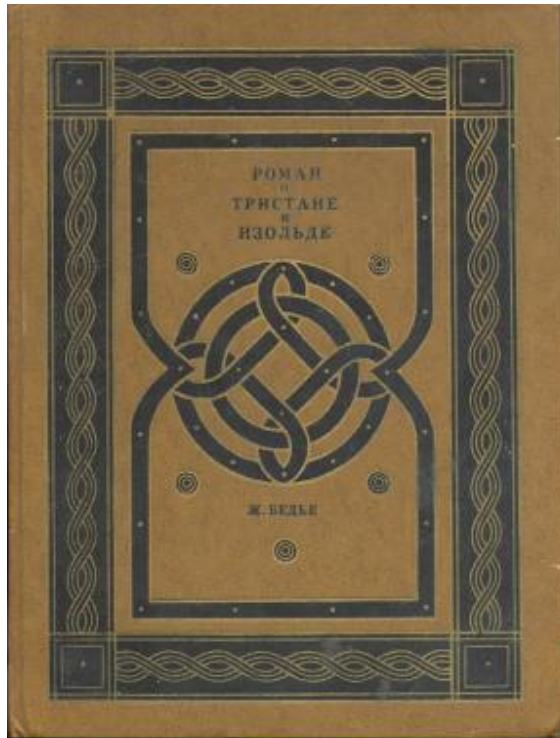 РОМАН
О
ТРИСТАНЕ
И
ИЗОЛЬДЕ
Ж. БЕДЬЕ